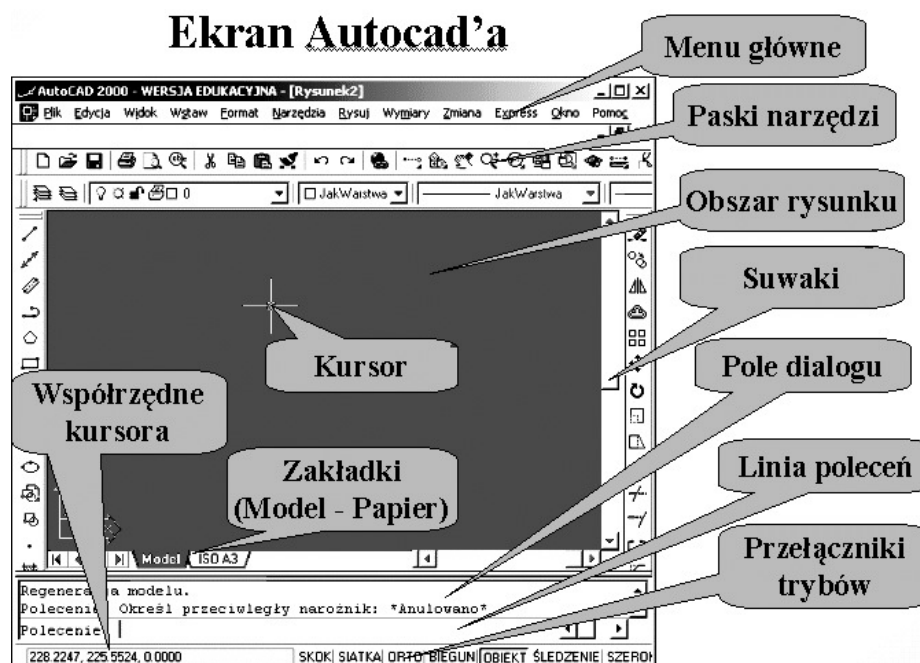 Ekran Autocad’a
Menu główne
AutoCAD 2000 - WERSJA EDUKACYJNA - [Rysunek2]
Plik Edycja Widok Wstaw Format Narzędzia Rysuj Wymiary Zmiana Express Okno Pomoc
Paski narzędzi
0 JakWarstwa JakWarstwa
Obszar rysunku
Suwaki
Kursor
Pole dialogu
Współrzędne
kursora
Zakładki
(Model - Papier)
Linia poleceń
Model ISO A3
Przełączniki
trybów
Regeneracja modelu.
Polecenie: Określ przeciwległy narożnik: *Anulowano*
Polecenie:
228.2247, 225.5524, 0.0000 SKOK SIATKA ORTO BIEGUN OBIEKT ŚLEDZENIE